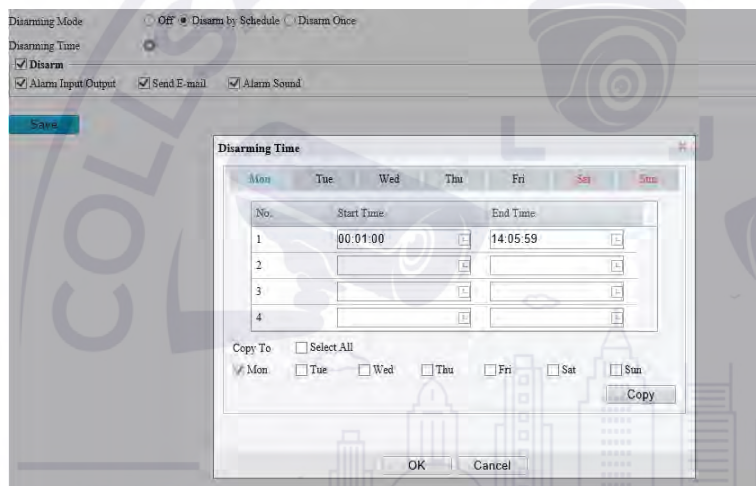 Disarming Mode Off Disarm by Schedule Disarm Once
Disarming Time
Disarm
Alarm Input/Output Send E-mail Alarm Sound
Save
Disarming Time
Mon Tue Wed Thu Fri Sat Sun
No. Start Time End Time
1 00:01:00 14:05:59
2
3
4
Copy To Select All
Mon Tue Wed Thu Fri Sat Sun
Copy
OK Cancel